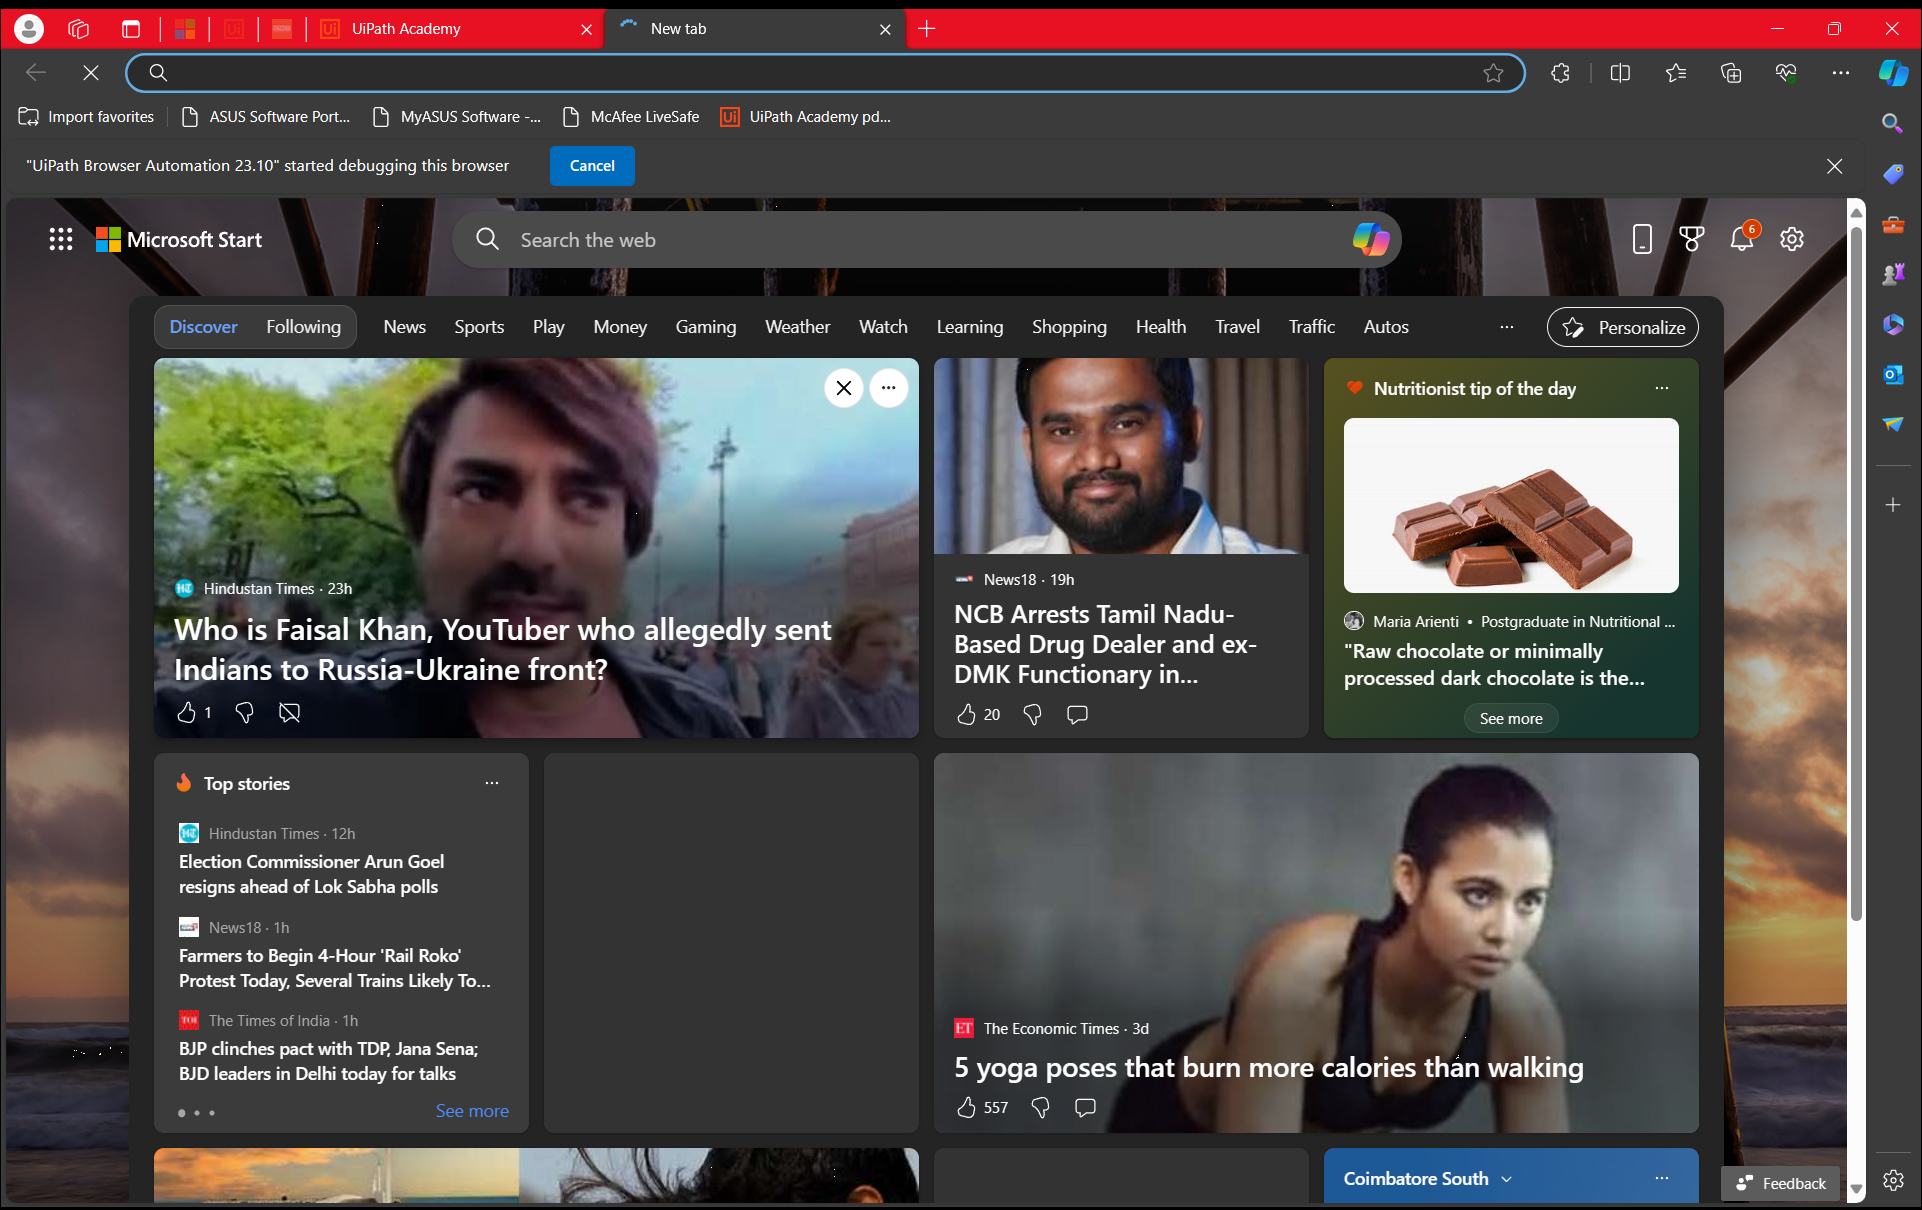 UiPath Academy
New tab
Import favorites
ASUS Software Port...
MyASUS Software -...
McAfee LiveSafe
Ui
UiPath Academy pd...
"UiPath Browser Automation 23.10" started debugging this browser
Cancel
Microsoft Start
Search the web
6
Discover
Following
News
Sports
Play
Money
Gaming
Weather
Watch
Learning
Shopping
Health
Travel
Traffic
Autos
Personalize
Hindustan Times · 23h
Who is Faisal Khan, YouTuber who allegedly sent
Indians to Russia-Ukraine front?
1
News18 · 19h
NCB Arrests Tamil Nadu-
Based Drug Dealer and ex-
DMK Functionary in...
20
Nutritionist tip of the day
Maria Arienti • Postgraduate in Nutritional ...
"Raw chocolate or minimally
processed dark chocolate is the...
See more
Top stories
Hindustan Times · 12h
Election Commissioner Arun Goel
resigns ahead of Lok Sabha polls
News18 · 1h
Farmers to Begin 4-Hour 'Rail Roko'
Protest Today, Several Trains Likely To...
TOI
The Times of India · 1h
BJP clinches pact with TDP, Jana Sena;
BJD leaders in Delhi today for talks
See more
ET
The Economic Times · 3d
5 yoga poses that burn more calories than walking
557
Coimbatore South
Feedback